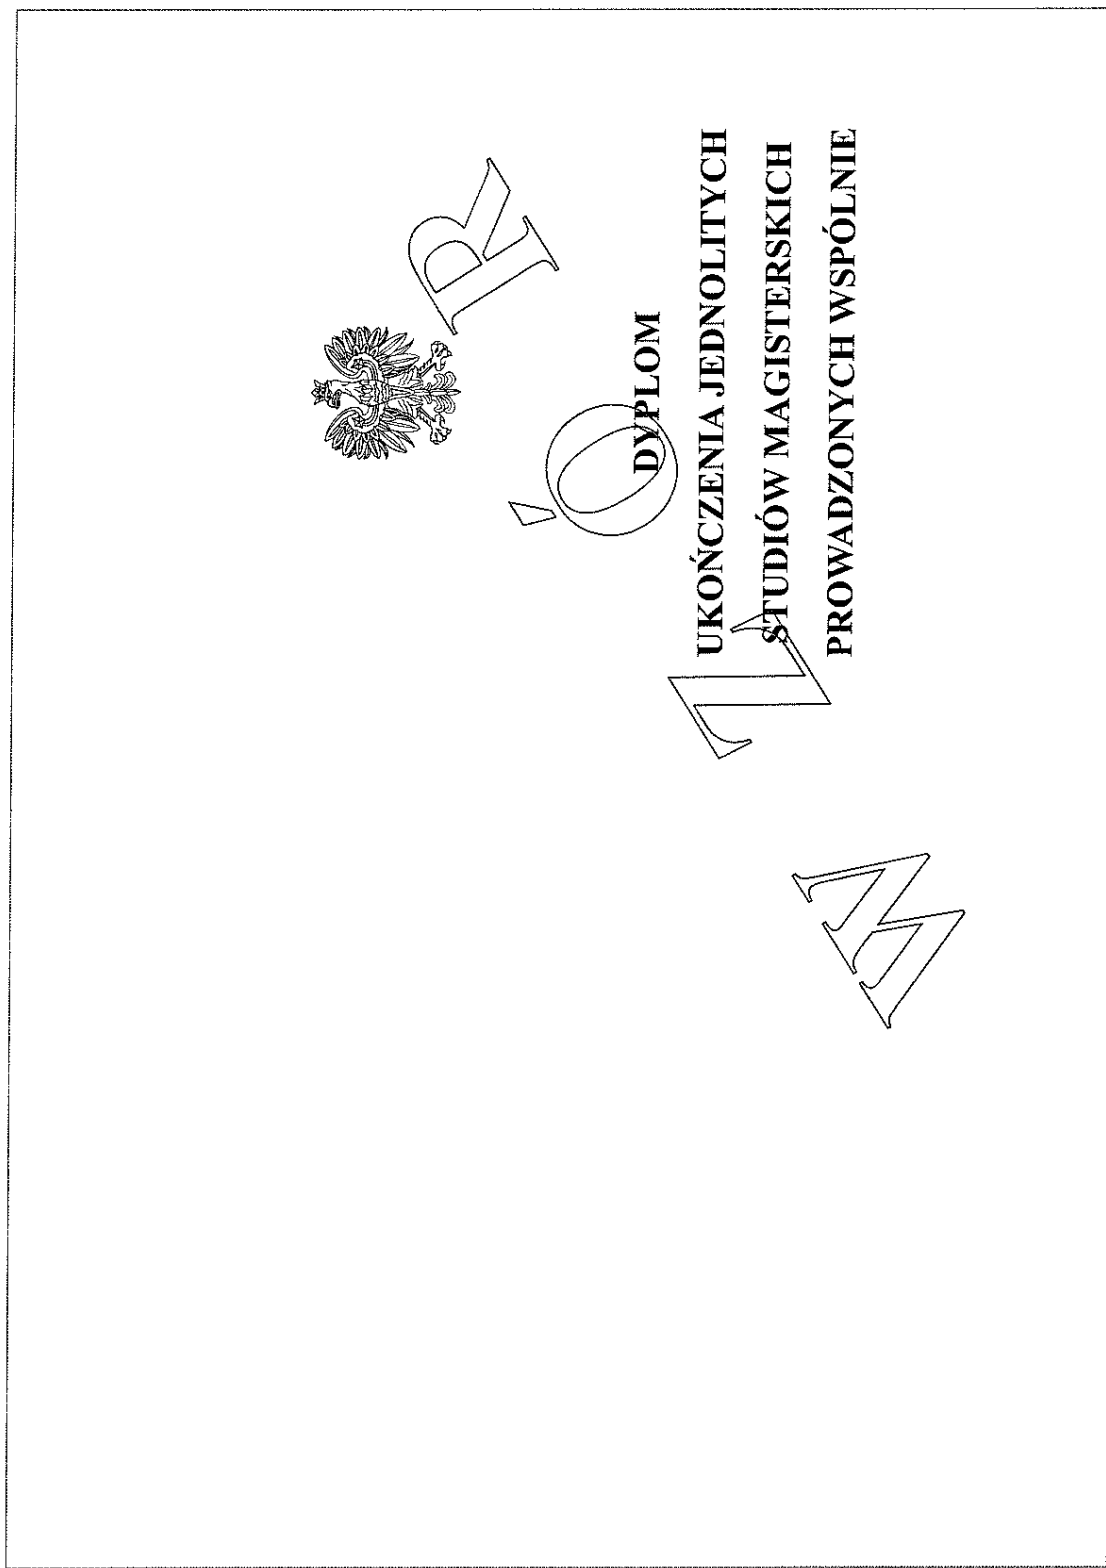 DYPLOM
UKOŃCZENIA JEDNOLITYCH
STUDIÓW MAGISTERSKICH
PROWADZONYCH WSPÓLNIE
WZÓR